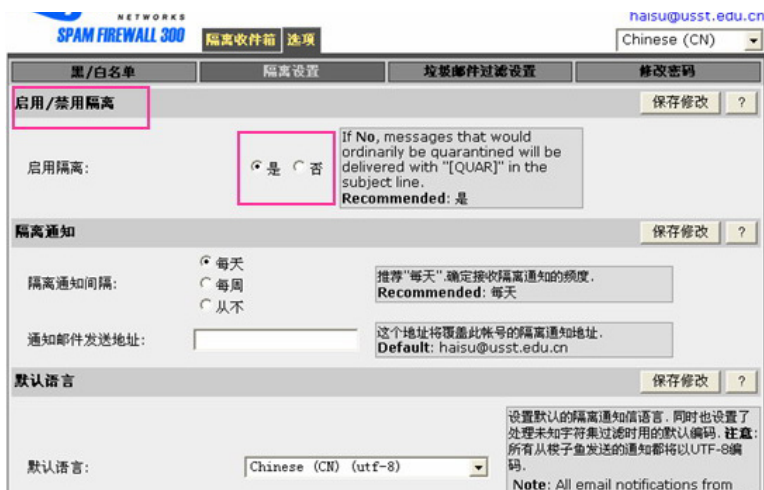 NETWORKS
SPAM FIREWALL 300
隔离收件箱 选项
haisu@usst.edu.cn
Chinese (CN)
黑/白名单 隔离设置 垃圾邮件过滤设置 修改密码
启用/禁用隔离 保存修改 ?
启用隔离: 是 否
If No, messages that would
ordinarily be quarantined will be
delivered with "[QUAR]" in the
subject line.
Recommended: 是
隔离通知 保存修改 ?
隔离通知间隔:
每天
每周
从不
推荐"每天".确定接收隔离通知的频度.
Recommended: 每天
通知邮件发送地址:
这个地址将覆盖此帐号的隔离通知地址.
Default: haisu@usst.edu.cn
默认语言 保存修改 ?
默认语言: Chinese (CN) (utf-8)
设置默认的隔离通知信语言.同时也设置了
处理未知字符集过滤时用的默认编码.注意:
所有从梭子鱼发送的通知都将以UTF-8编
码.
Note: All email notifications from